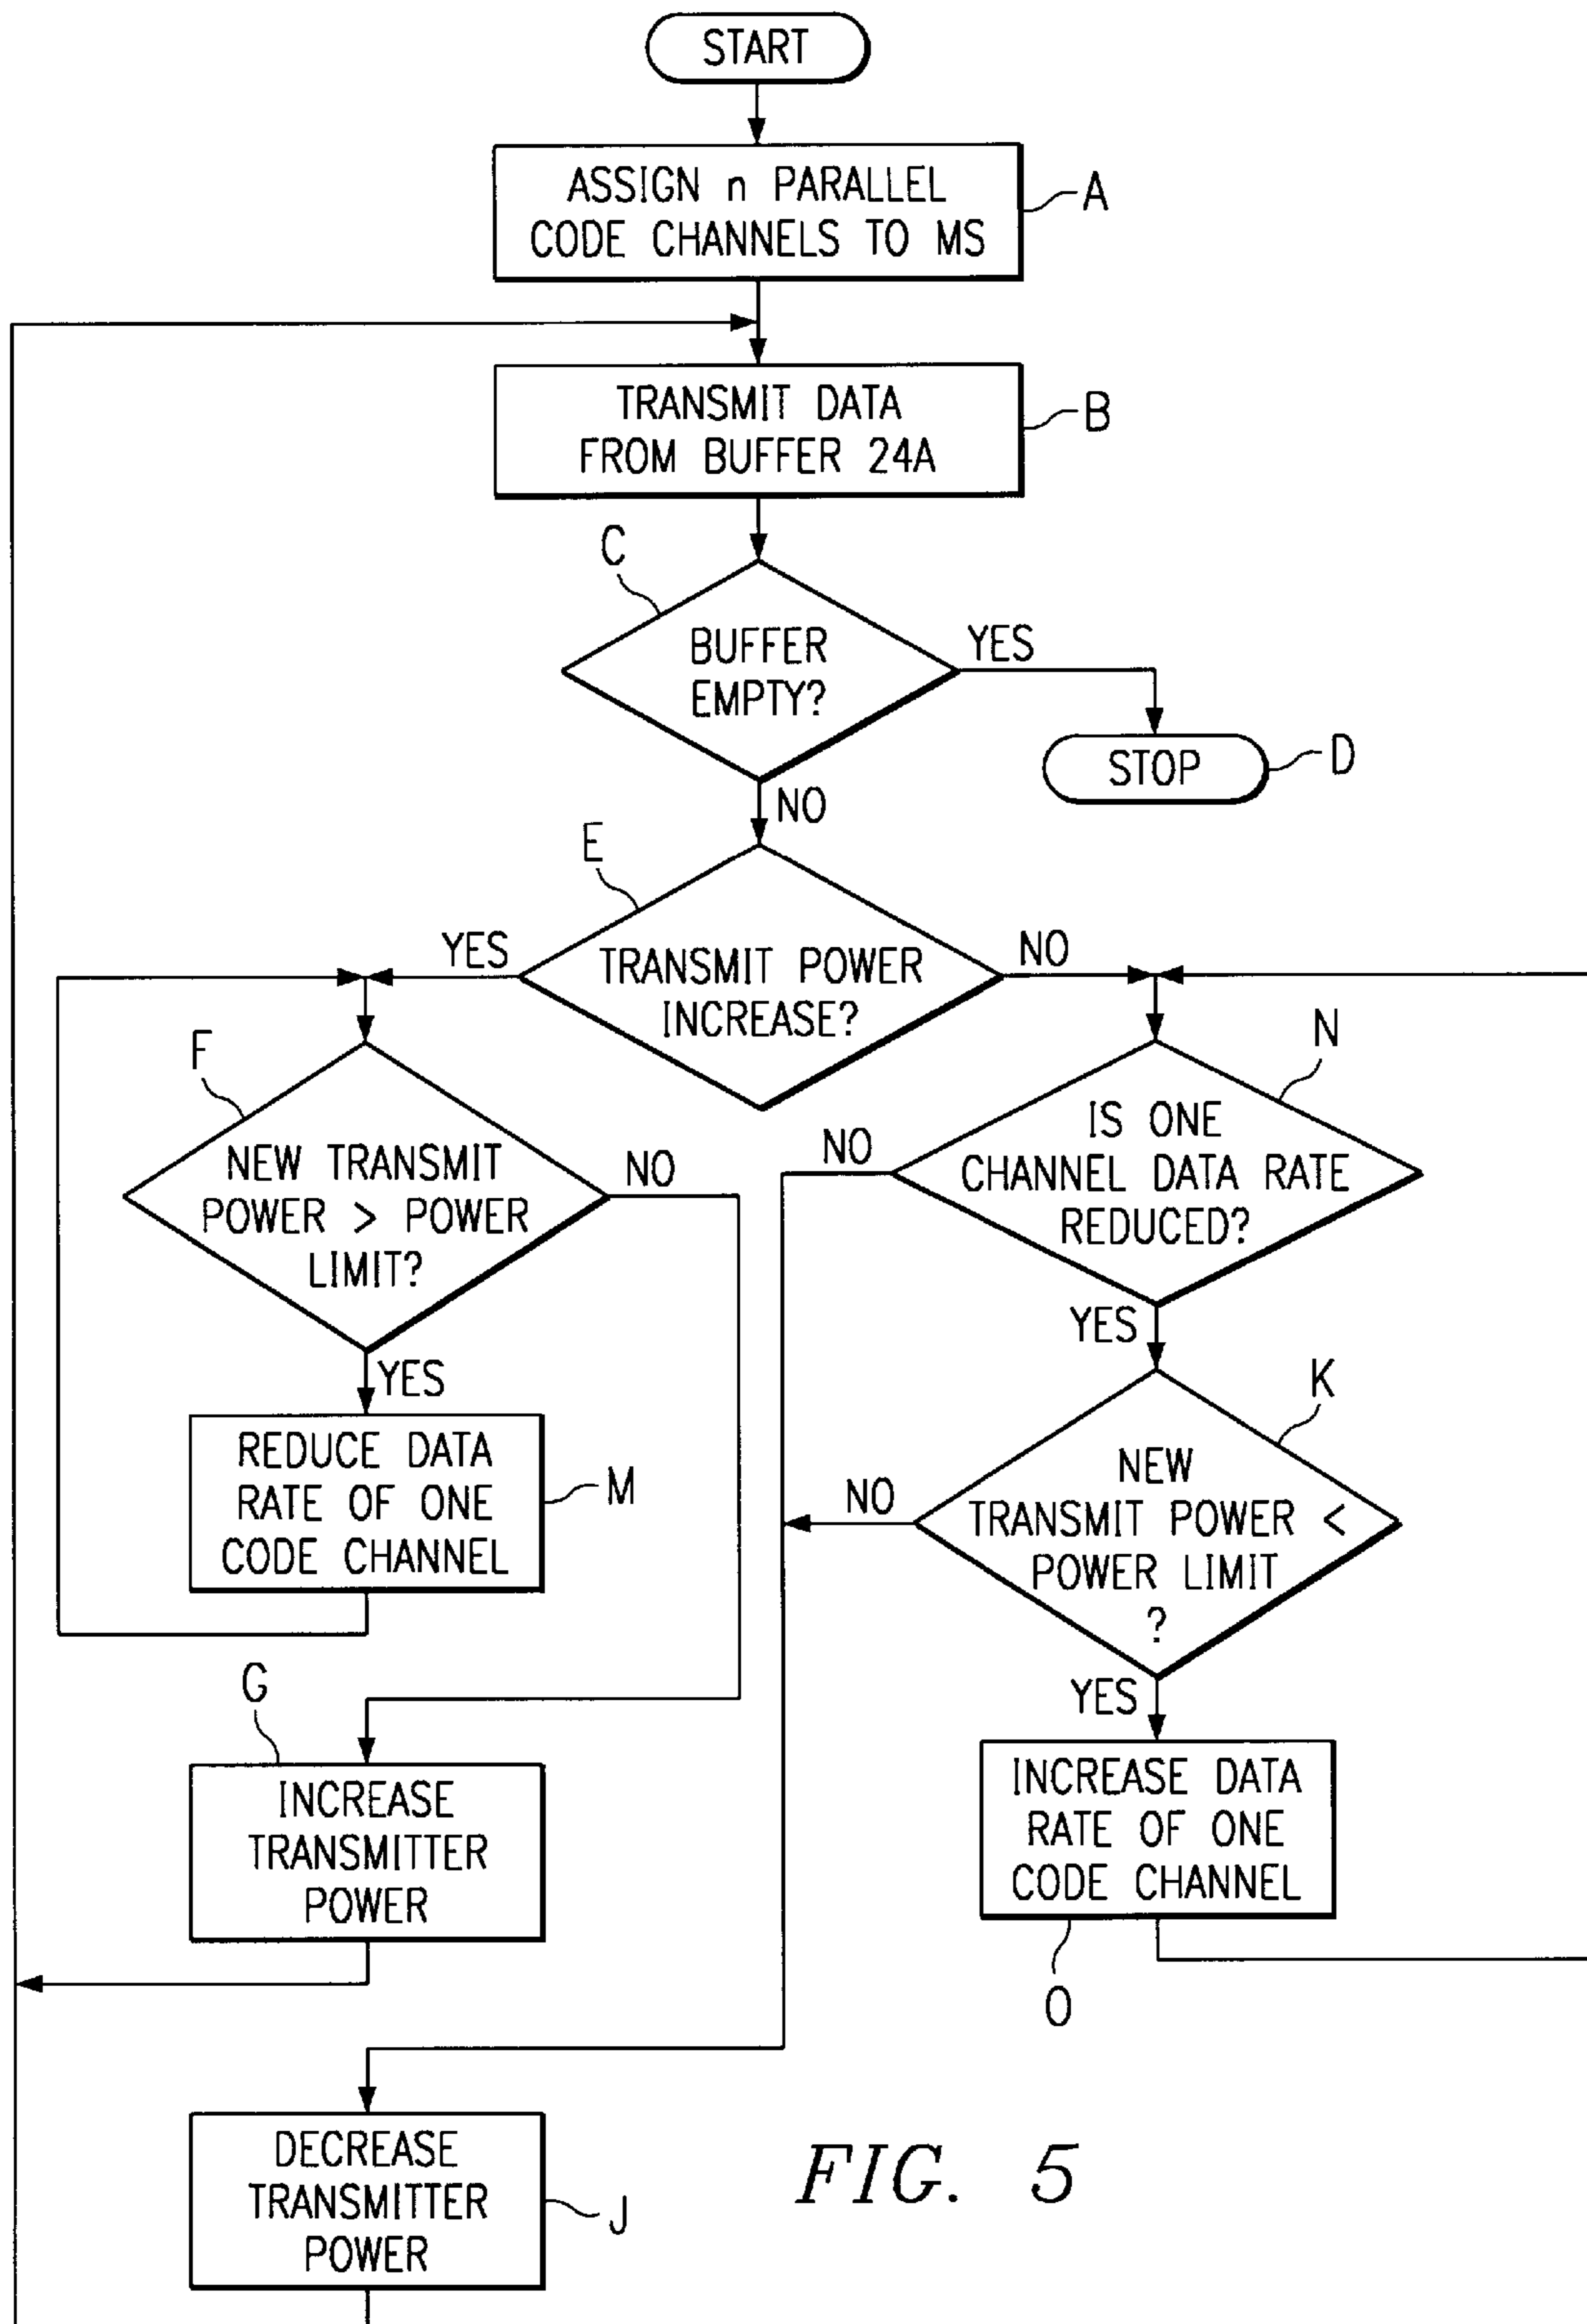 START
ASSIGN n PARALLEL
CODE CHANNELS TO MS
A
TRANSMIT DATA
FROM BUFFER 24A
B
C
BUFFER
EMPTY?
YES
STOP
D
NO
E
TRANSMIT POWER
INCREASE?
YES
NO
F
NEW TRANSMIT
POWER > POWER
LIMIT?
NO
YES
REDUCE DATA
RATE OF ONE
CODE CHANNEL
M
N
IS ONE
CHANNEL DATA RATE
REDUCED?
NO
YES
K
NEW
TRANSMIT POWER <
POWER LIMIT
?
NO
YES
INCREASE DATA
RATE OF ONE
CODE CHANNEL
O
G
INCREASE
TRANSMITTER
POWER
DECREASE
TRANSMITTER
POWER
J
FIG. 5